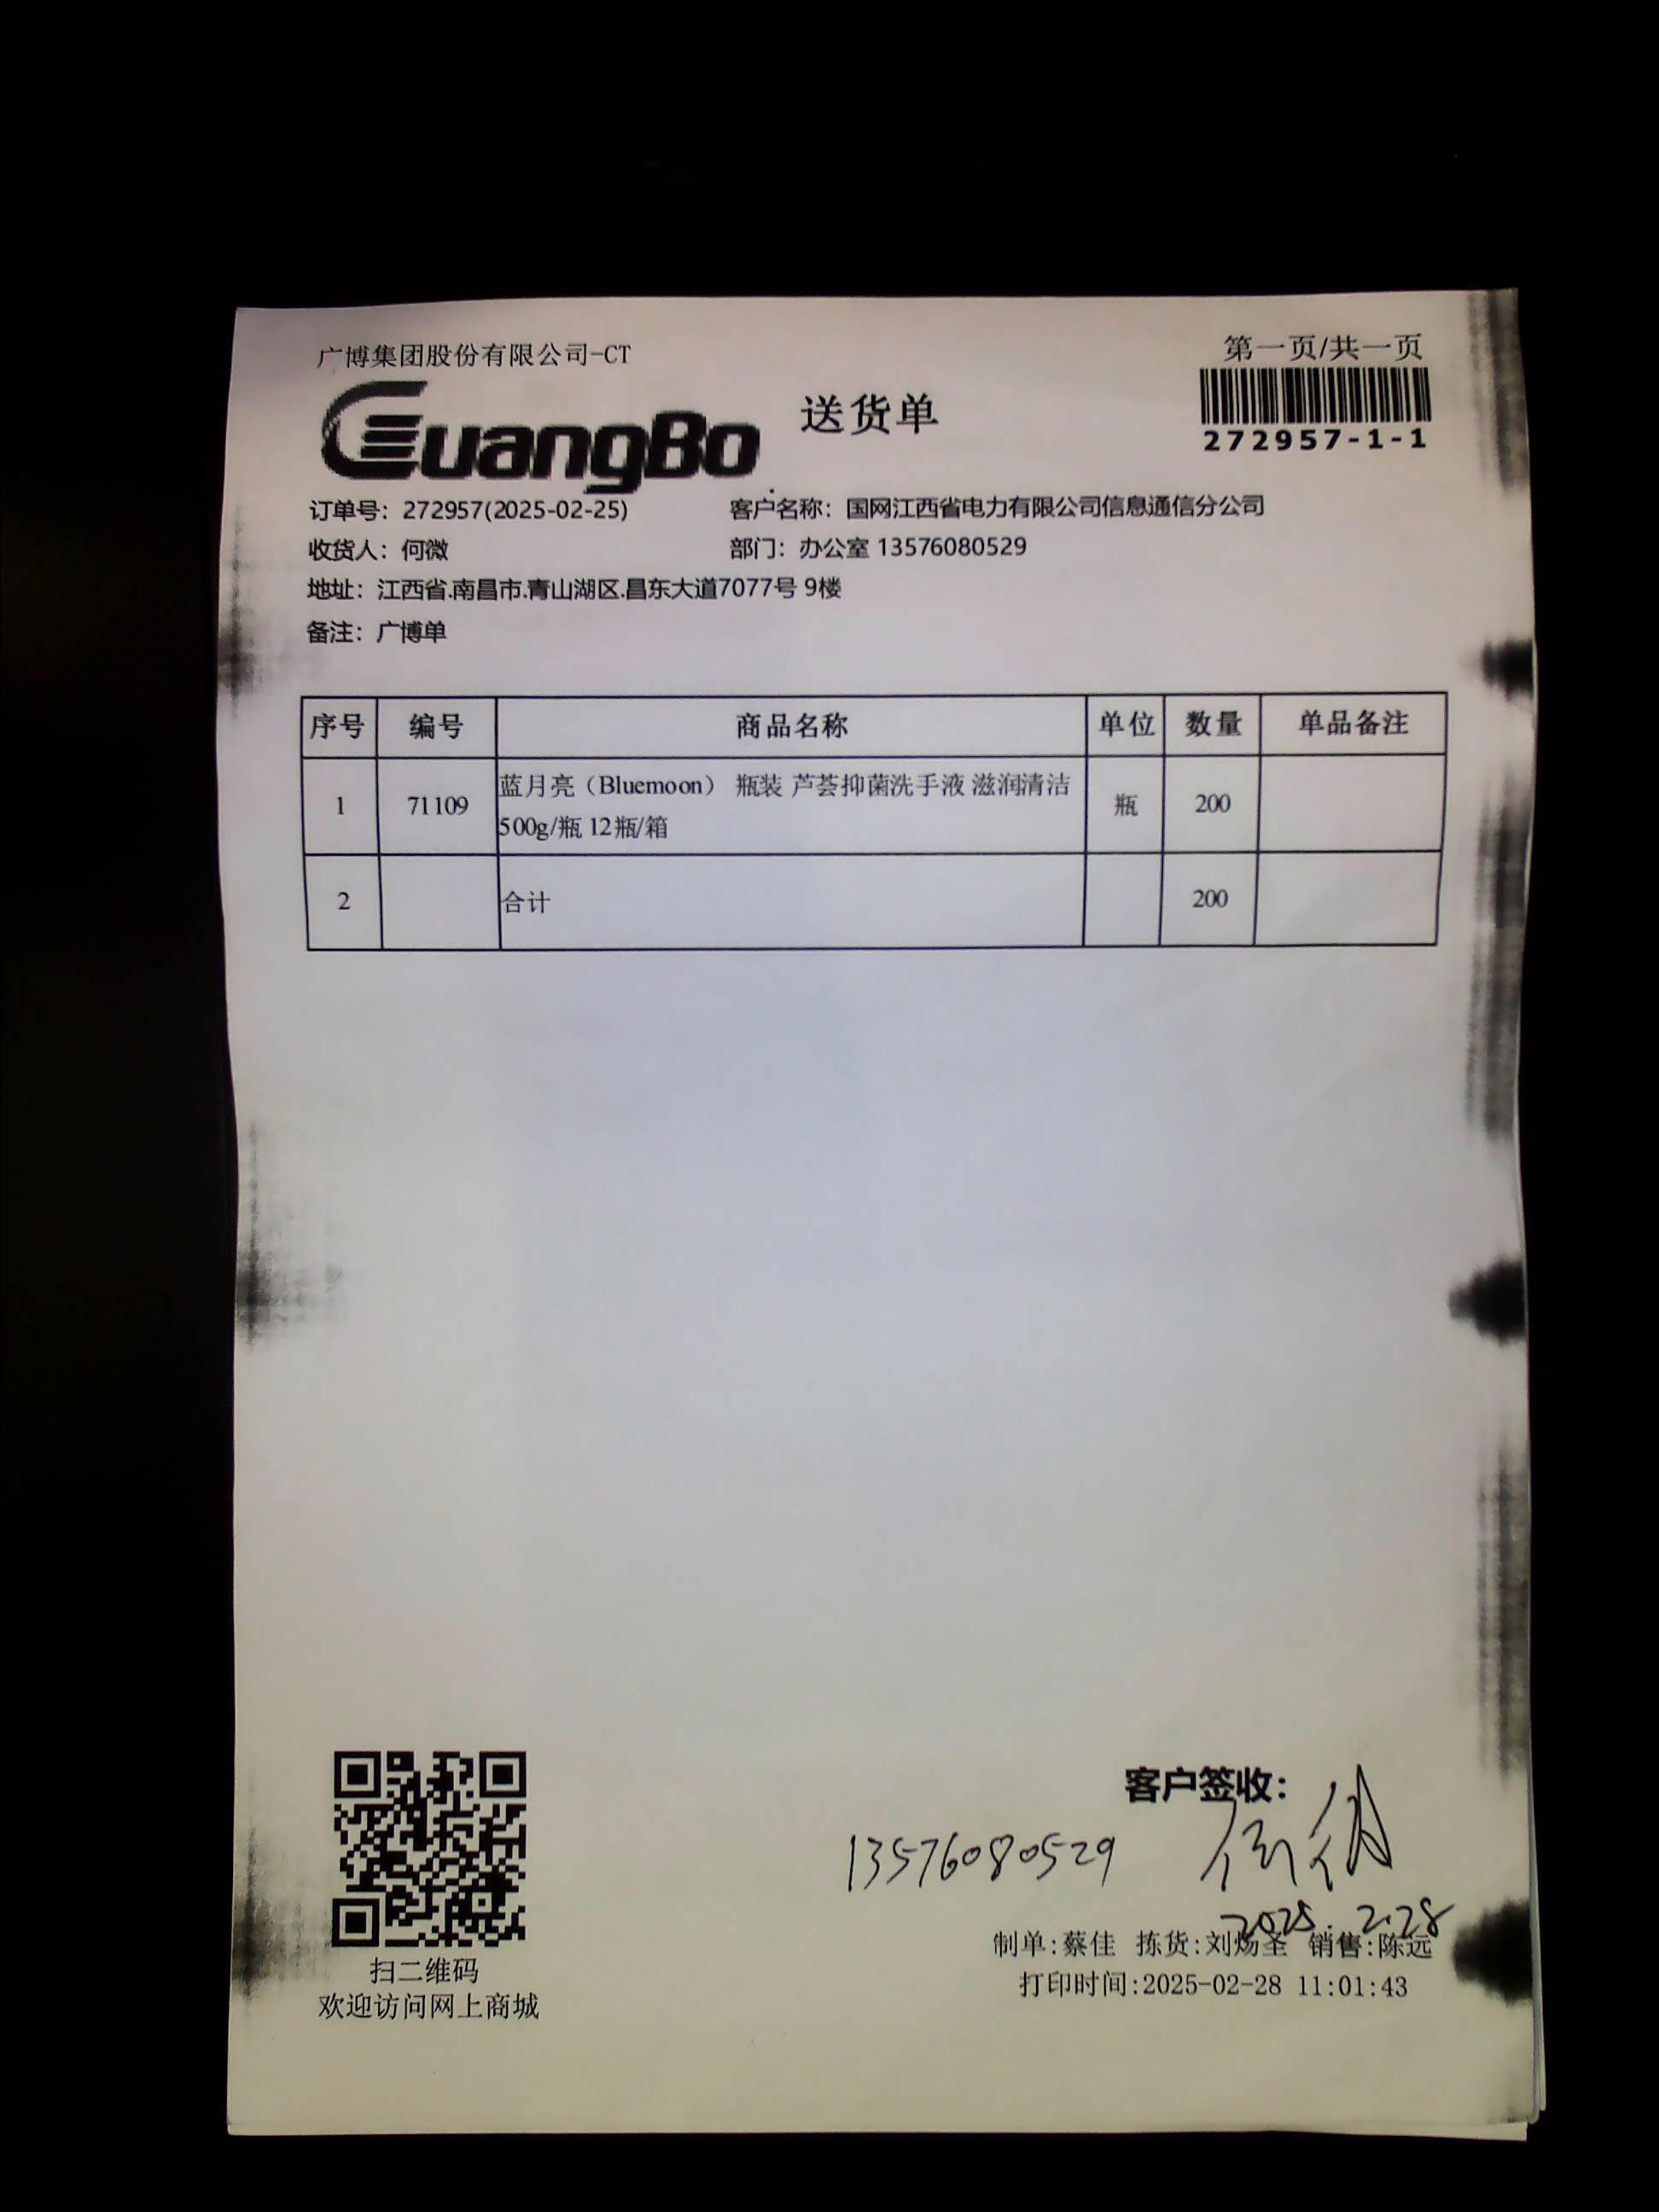 广博集团股份有限公司-CT
第一页/共一页
GuangBo
送货单
272957-1-1
订单号：272957(2025-02-25) 客户名称：国网江西省电力有限公司信息通信分公司
收货人：何微 部门：办公室 13576080529
地址：江西省.南昌市.青山湖区.昌东大道7077号 9楼
备注：广博单
序号 编号 商品名称 单位 数量 单品备注
1 71109 蓝月亮（Bluemoon） 瓶装 芦荟抑菌洗手液 滋润清洁 瓶 200
500g/瓶 12瓶/箱
2 合计 200
客户签收：
13576080529
2025.2.28
制单:蔡佳 拣货:刘炀圣 销售:陈远
打印时间:2025-02-28 11:01:43
扫二维码
欢迎访问网上商城